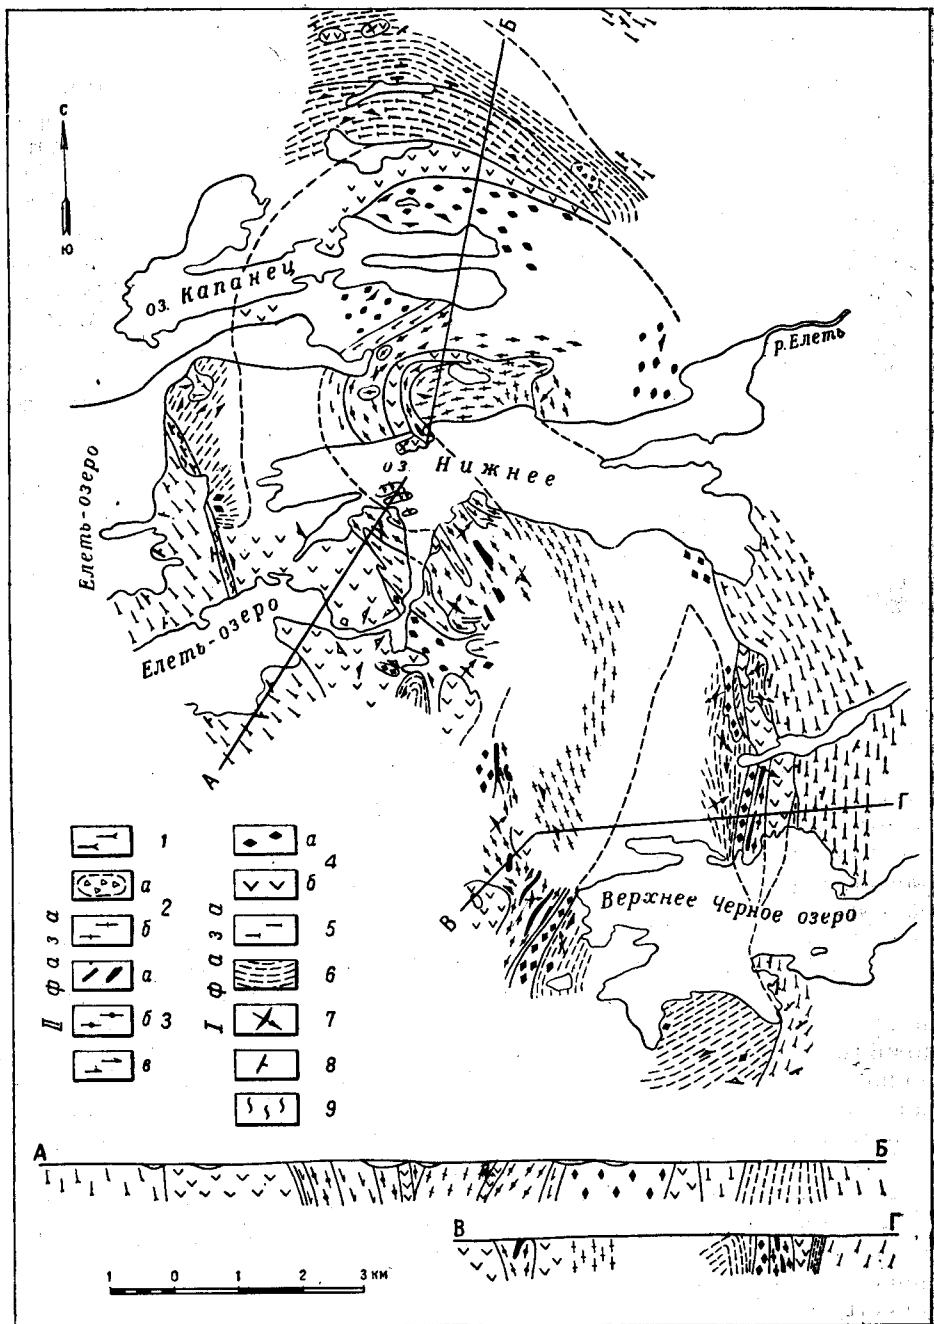 Б
С
Ю
оз. Капанец
р. Елеть
оз. Нижнее
Елеть-озеро
Елеть-озеро
А
Г
В
Верхнее Черное озеро
II фаза
I фаза
1
а
2
б
а
б 3
в
а
4
б
5
6
7
8
9
А Б
В Г
1 0 1 2 3 км